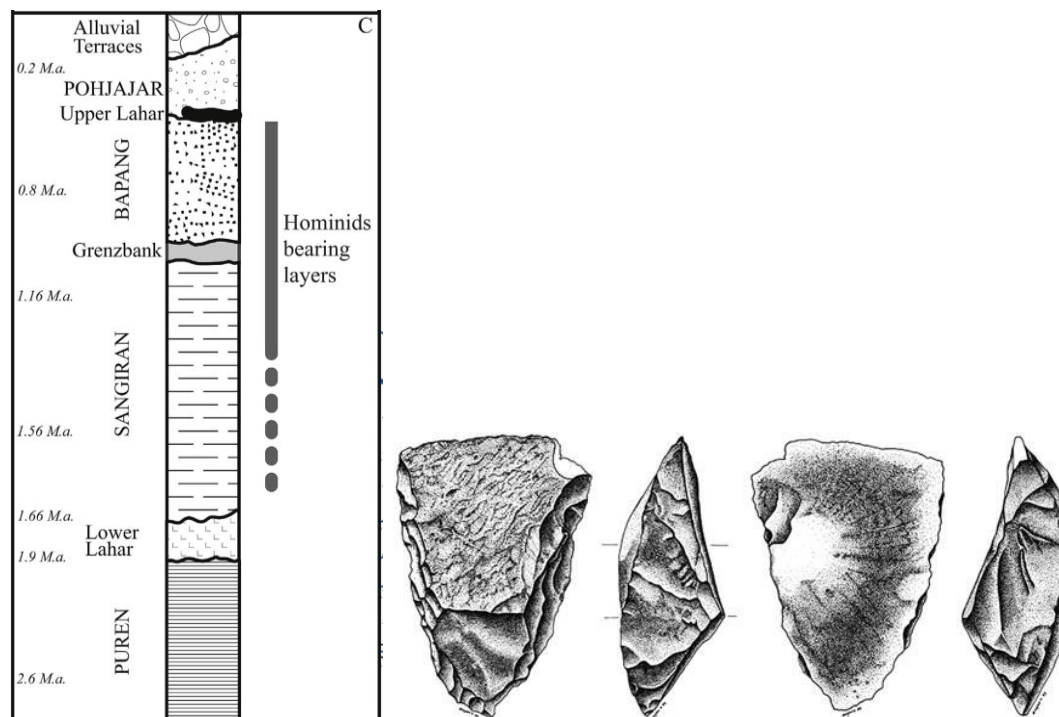 C
Alluvial
Terraces
0.2 M.a.
POHJAJAR
Upper Lahar
BAPANG
0.8 M.a.
Hominids
bearing
layers
Grenzbank
1.16 M.a.
SANGIRAN
1.56 M.a.
1.66 M.a.
Lower
Lahar
1.9 M.a.
PUREN
2.6 M.a.